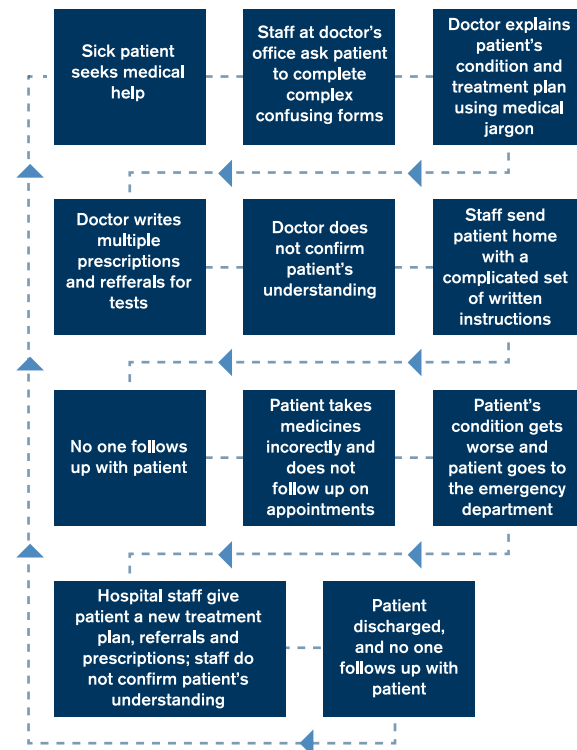 Sick patient
seeks medical
help
Staff at doctor's
office ask patient
to complete
complex
confusing forms
Doctor explains
patient's
condition and
treatment plan
using medical
jargon
Doctor writes
multiple
prescriptions
and refferals for
tests
Doctor does
not confirm
patient's
understanding
Staff send
patient home
with a
complicated set
of written
instructions
No one follows
up with patient
Patient takes
medicines
incorectly and
does not
follow up on
appointments
Patient's
condition gets
worse and
patient goes to
the emergency
department
Hospital staff give
patient a new treatment
plan, referrals and
prescriptions; staff do
not confirm patient's
understanding
Patient
discharged,
and no one
follows up with
patient